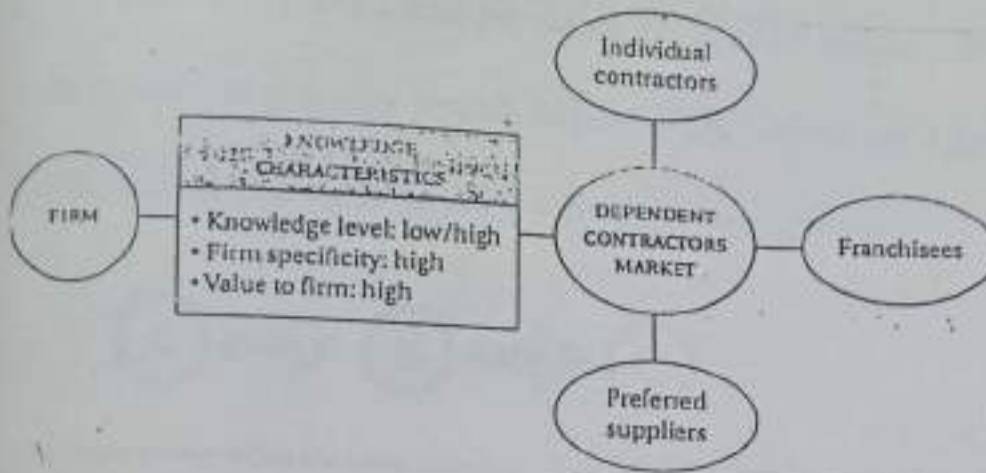 Individual
contractors
KNOWLEDGE
CHARACTERISTICS
FIRM
• Knowledge level: low/high
• Firm specificity: high
• Value to firm: high
DEPENDENT
CONTRACTORS
MARKET
Franchisees
Preferred
suppliers